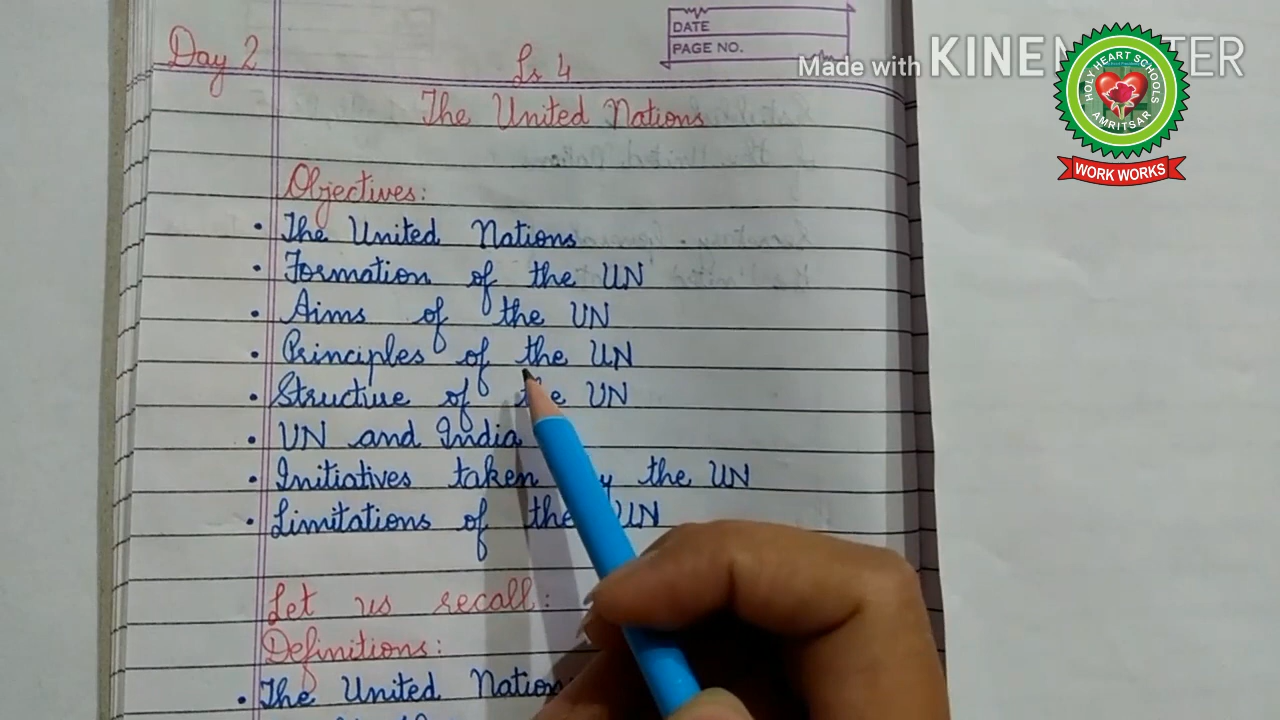 DATE
PAGE NO.
Made with KINEMASTER
HOLY HEART SCHOOLS
AMRITSAR
WORK WORKS
Day 2
Ls 4
The United Nations
Objectives:
• The United Nations
• Formation of the UN
• Aims of the UN
• Principles of the UN
• Structure of the UN
• UN and India
• Initiatives taken by the UN
• Limitations of the UN
Let us recall:
Definitions:
• The United Nation